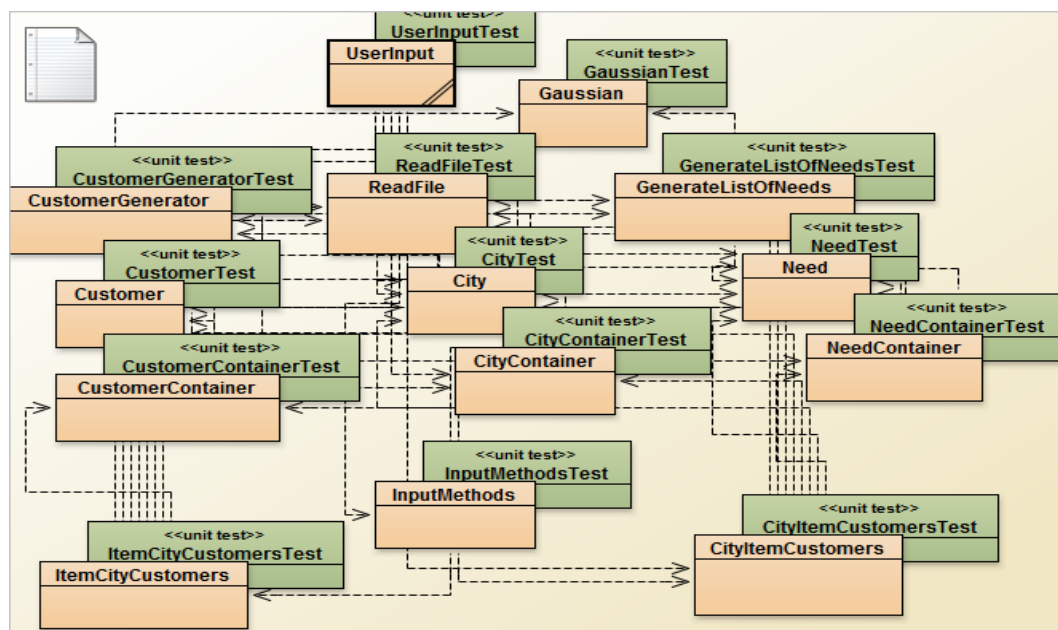 UserInputTest
UserInput
<<unit test>>
GaussianTest
Gaussian
<<unit test>>
CustomerGeneratorTest
CustomerGenerator
<<unit test>>
ReadFileTest
ReadFile
<<unit test>>
GenerateListOfNeedsTest
GenerateListOfNeeds
<<unit test>>
CustomerTest
Customer
<<unit test>>
CityTest
City
<<unit test>>
NeedTest
Need
<<unit test>>
CustomerContainerTest
CustomerContainer
<<unit test>>
CityContainerTest
CityContainer
<<unit test>>
NeedContainerTest
NeedContainer
<<unit test>>
InputMethodsTest
InputMethods
<<unit test>>
ItemCityCustomersTest
ItemCityCustomers
<<unit test>>
CityItemCustomersTest
CityItemCustomers